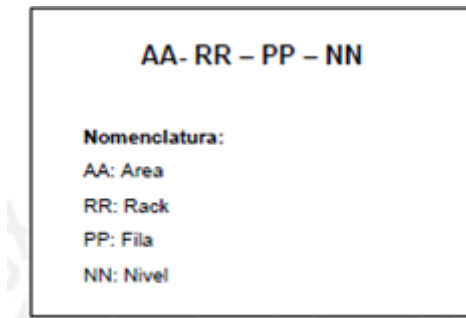 AA- RR – PP – NN
Nomenclatura:
AA: Area
RR: Rack
PP: Fila
NN: Nivel